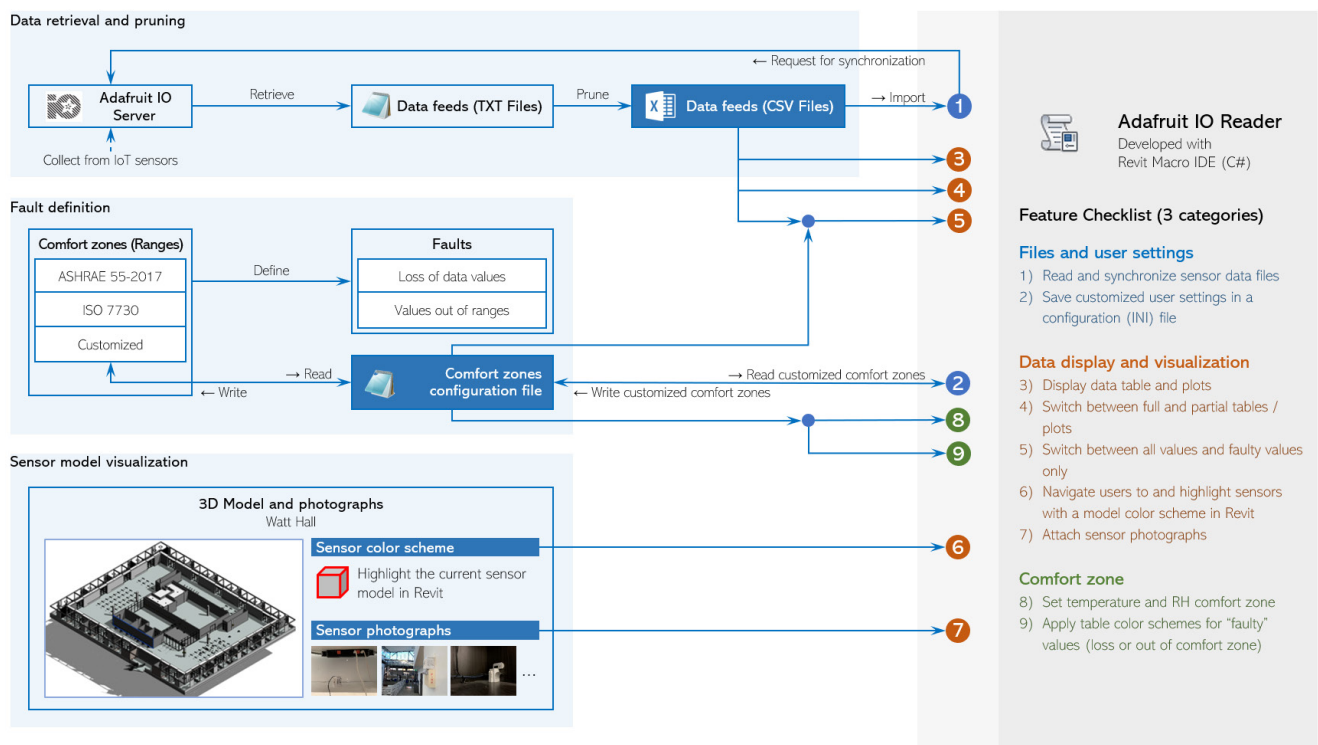 Data retrieval and pruning
← Request for synchronization
Adafruit IO
Server
Retrieve
Data feeds (TXT Files)
Prune
Data feeds (CSV Files)
→ Import
1
Collect from IoT sensors
3
4
5
Fault definition
Comfort zones (Ranges)
ASHRAE 55-2017
ISO 7730
Customized
Define
Faults
Loss of data values
Values out of ranges
→ Read
← Write
Comfort zones
configuration file
→ Read customized comfort zones
← Write customized comfort zones
2
8
9
Sensor model visualization
3D Model and photographs
Watt Hall
Sensor color scheme
6
Highlight the current sensor
model in Revit
Sensor photographs
7
...
Adafruit IO Reader
Developed with
Revit Macro IDE (C#)
Feature Checklist (3 categories)
Files and user settings
1) Read and synchronize sensor data files
2) Save customized user settings in a
configuration (INI) file
Data display and visualization
3) Display data table and plots
4) Switch between full and partial tables /
plots
5) Switch between all values and faulty values
only
6) Navigate users to and highlight sensors
with a model color scheme in Revit
7) Attach sensor photographs
Comfort zone
8) Set temperature and RH comfort zone
9) Apply table color schemes for “faulty”
values (loss or out of comfort zone)